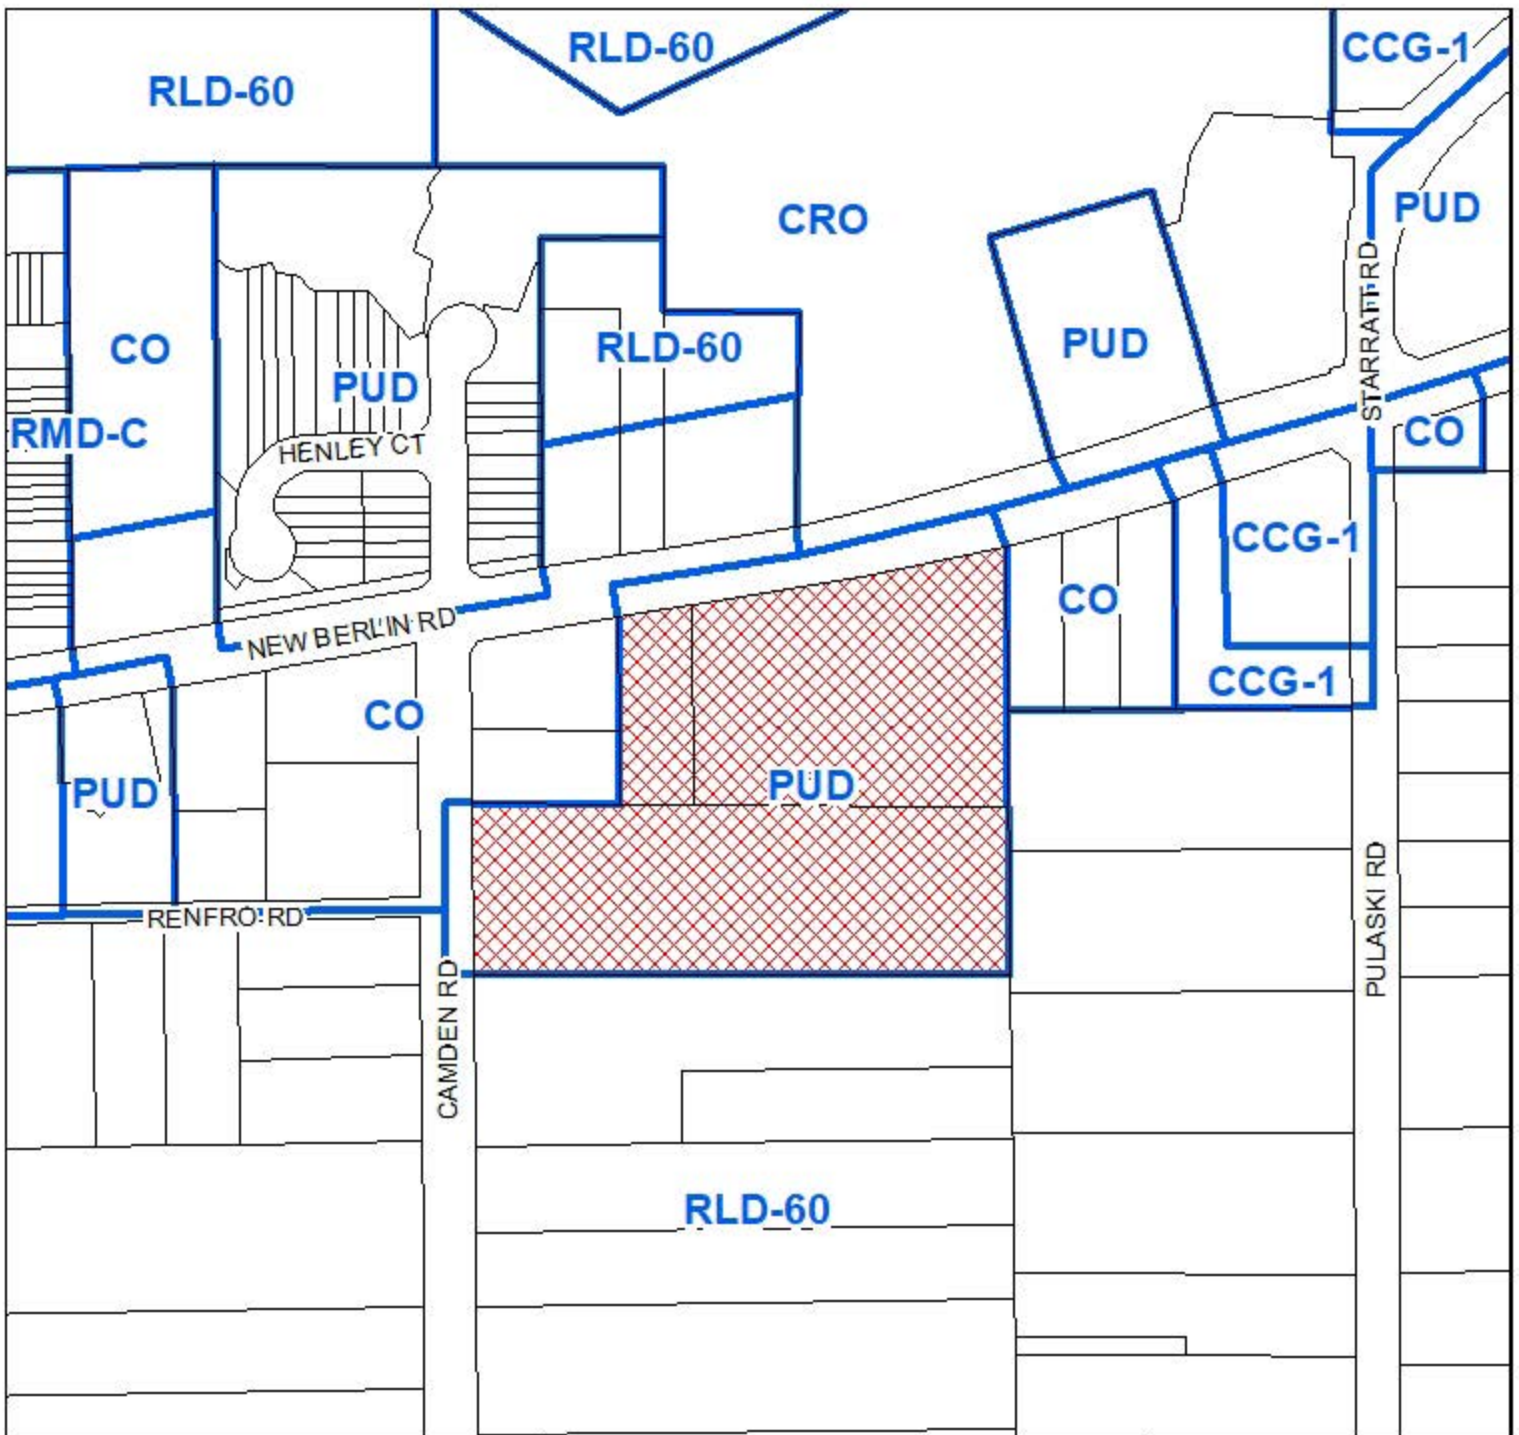 RLD-60
CCG-1
RLD-60
PUD
CRO
PUD
CO
RLD-60
PUD
STARRATT RD
RMD-C
CO
HENLEY CT
CCG-1
CO
NEW BERLIN RD
CCG-1
CO
PUD
PUD
RENFRO RD
PULASKI RD
CAMDEN RD
RLD-60